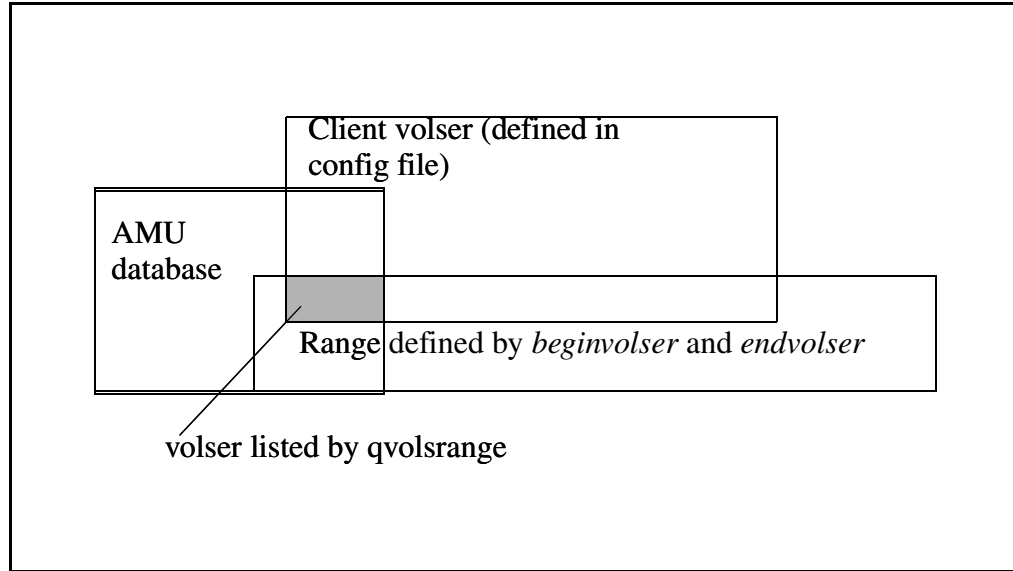 Client volser (defined in
config file)
AMU
database
Range defined by beginvolser and endvolser
volser listed by qvolsrange